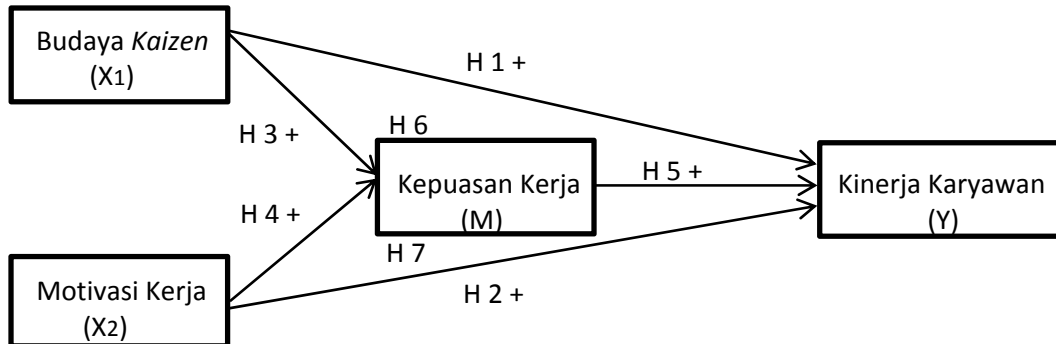 Budaya Kaizen
(X1)
H 1 +
H 3 +
H 6
Kepuasan Kerja
(M)
H 5 +
Kinerja Karyawan
(Y)
H 4 +
H 7
H 2 +
Motivasi Kerja
(X2)